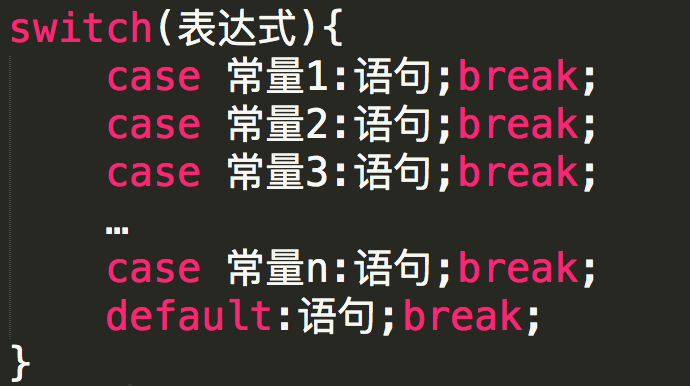 switch(表达式){
case 常量1:语句;break;
case 常量2:语句;break;
case 常量3:语句;break;
…
case 常量n:语句;break;
default:语句;break;
}